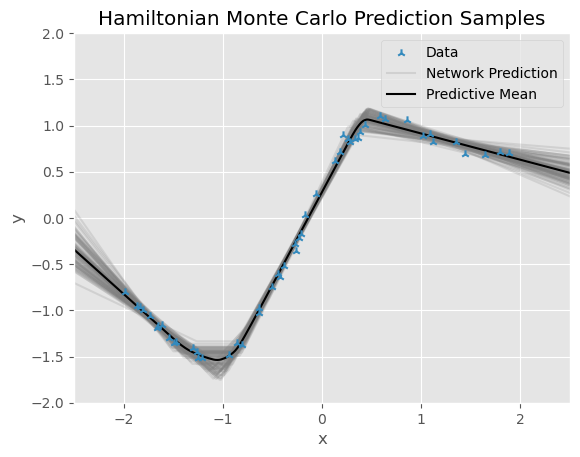 Hamiltonian Monte Carlo Prediction Samples
Data
Network Prediction
Predictive Mean
y
2.0
1.5
1.0
0.5
0.0
−0.5
−1.0
−1.5
−2.0
−2 −1 0 1 2
x